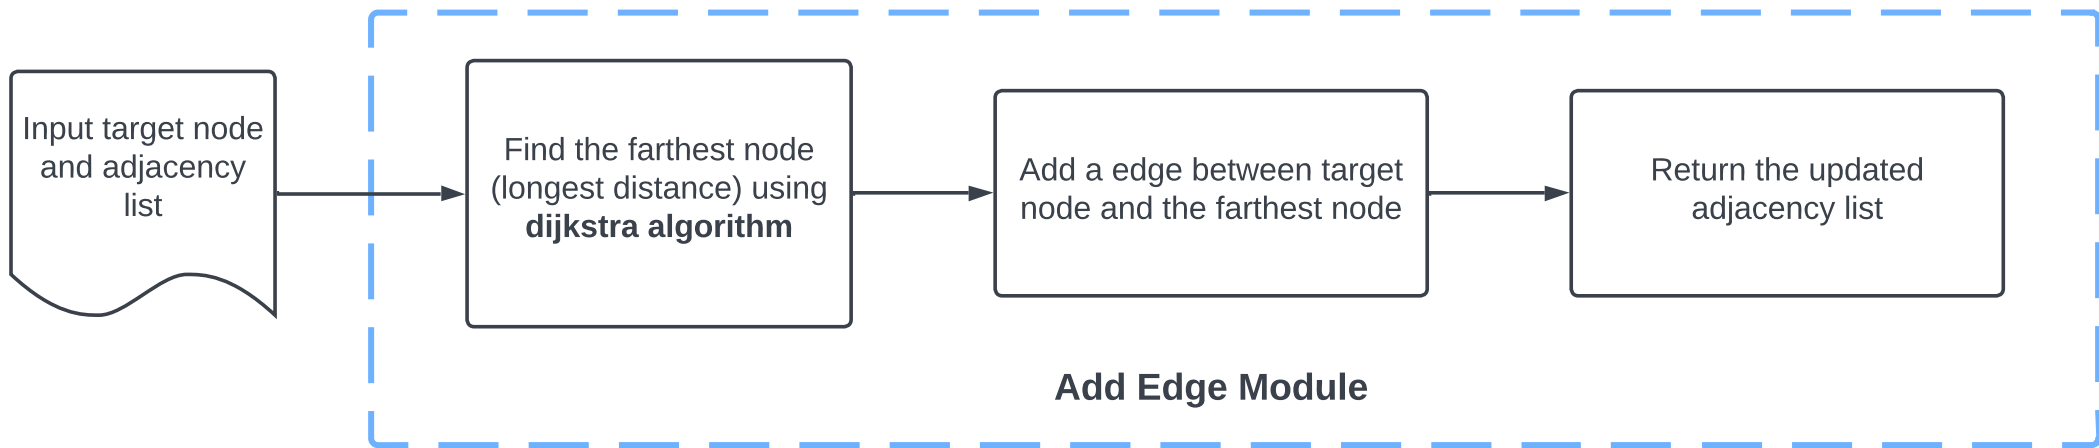 Input target node
and adjacency
list
Find the farthest node
(longest distance) using
dijkstra algorithm
Add a edge between target
node and the farthest node
Return the updated
adjacency list
Add Edge Module